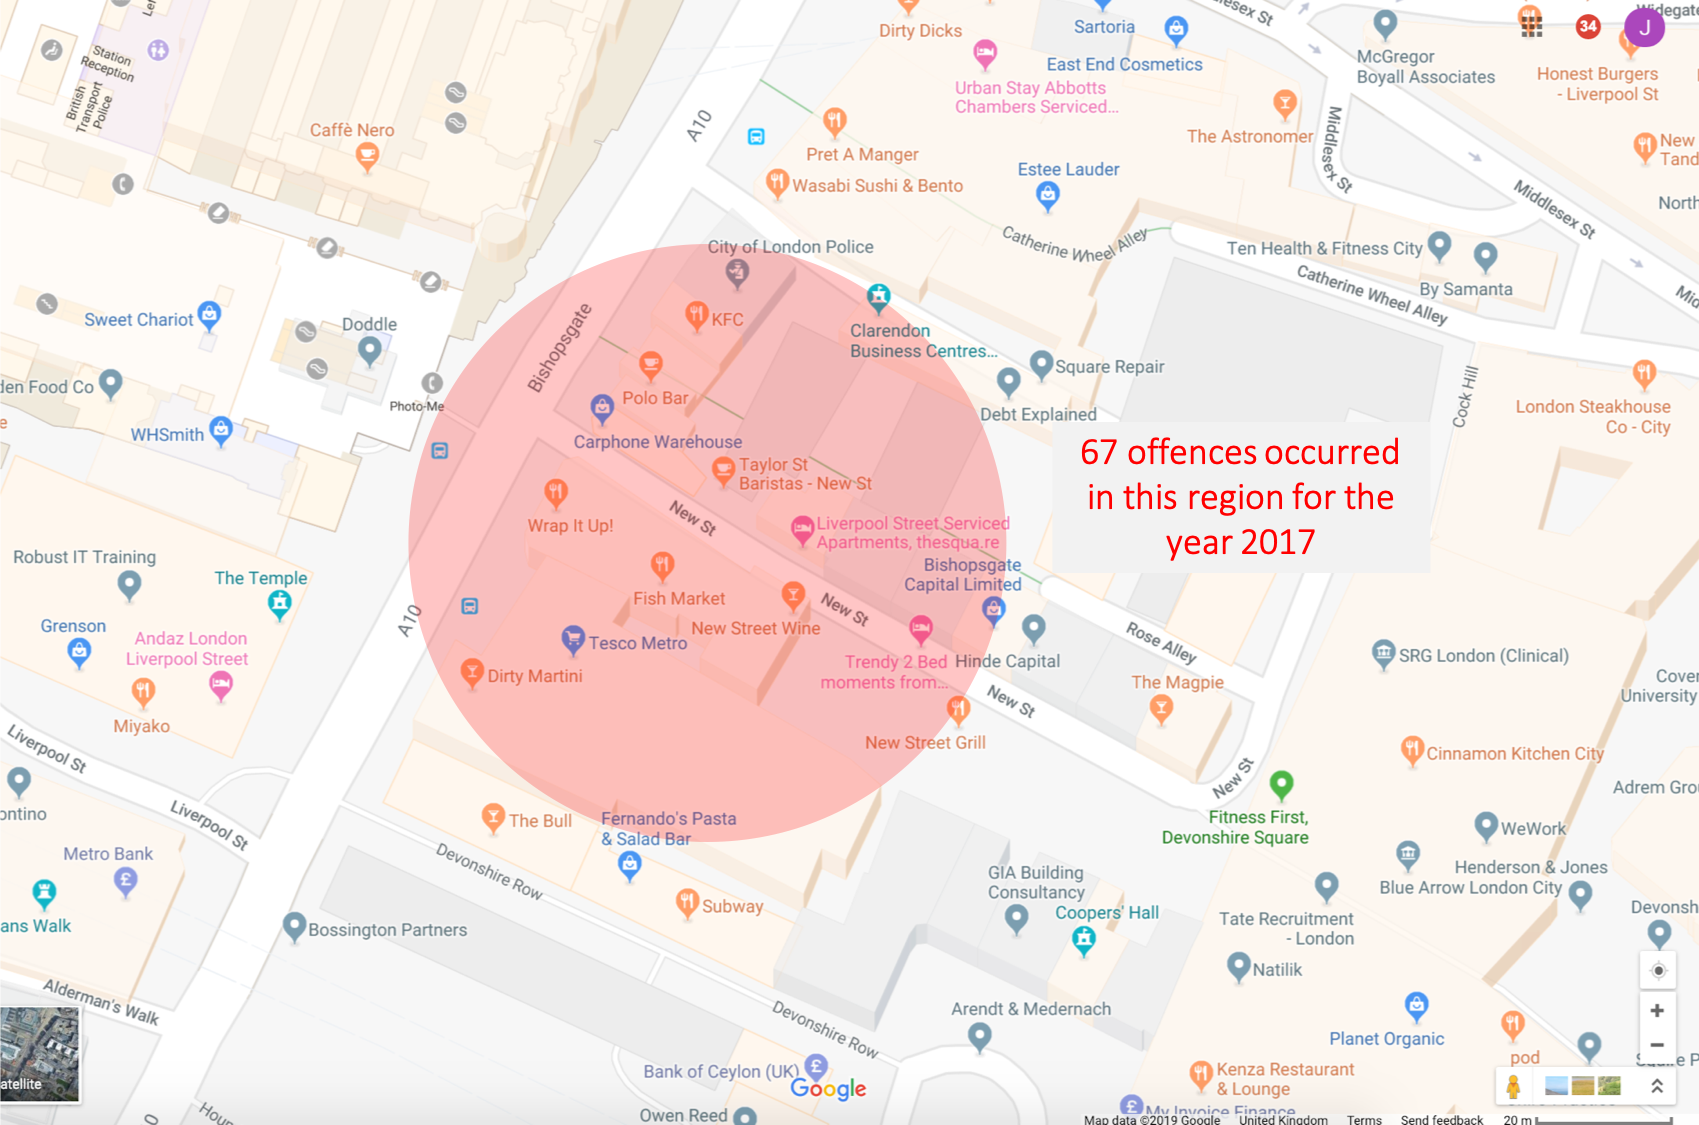 Station
Reception
British
Transport
Police
Caffè Nero
A10
Dirty Dicks
Sartoria
East End Cosmetics
Urban Stay Abbotts
Chambers Serviced...
Pret A Manger
Wasabi Sushi & Bento
Estee Lauder
The Astronomer
McGregor
Boyall Associates
34
J
Honest Burgers
- Liverpool St
New
Tand
North
Middlesex St
Middlesex St
Catherine Wheel Alley
Ten Health & Fitness City
By Samanta
Catherine Wheel Alley
City of London Police
KFC
Clarendon
Business Centres...
Sweet Chariot
Doddle
Bishopsgate
Polo Bar
Square Repair
Debt Explained
Cock Hill
London Steakhouse
Co - City
den Food Co
Photo-Me
WHSmith
Carphone Warehouse
Taylor St
Baristas - New St
67 offences occurred
in this region for the
year 2017
Wrap It Up!
New St
Liverpool Street Serviced
Apartments, thesqua.re
Bishopsgate
Capital Limited
Robust IT Training
The Temple
Fish Market
New Street Wine
New St
A10
Grenson
Andaz London
Liverpool Street
Tesco Metro
Dirty Martini
Trendy 2 Bed
moments from...
Hinde Capital
Rose Alley
SRG London (Clinical)
Cover
University
The Magpie
New St
Miyako
New Street Grill
Liverpool St
Cinnamon Kitchen City
New St
Adrem Grou
ontino
Liverpool St
The Bull
Fernando's Pasta
& Salad Bar
Fitness First,
Devonshire Square
WeWork
Metro Bank
Devonshire Row
GIA Building
Consultancy
Henderson & Jones
Blue Arrow London City
Subway
Coopers' Hall
Tate Recruitment
- London
Devonsh
ans Walk
Bossington Partners
Natilik
Alderman's Walk
Arendt & Medernach
Devonshire Row
Planet Organic
pod
Bank of Ceylon (UK)
Google
Kenza Restaurant
& Lounge
atellite
Owen Reed
My Invoice Finance
Map data ©2019 Google United Kingdom Terms Send feedback 20 m